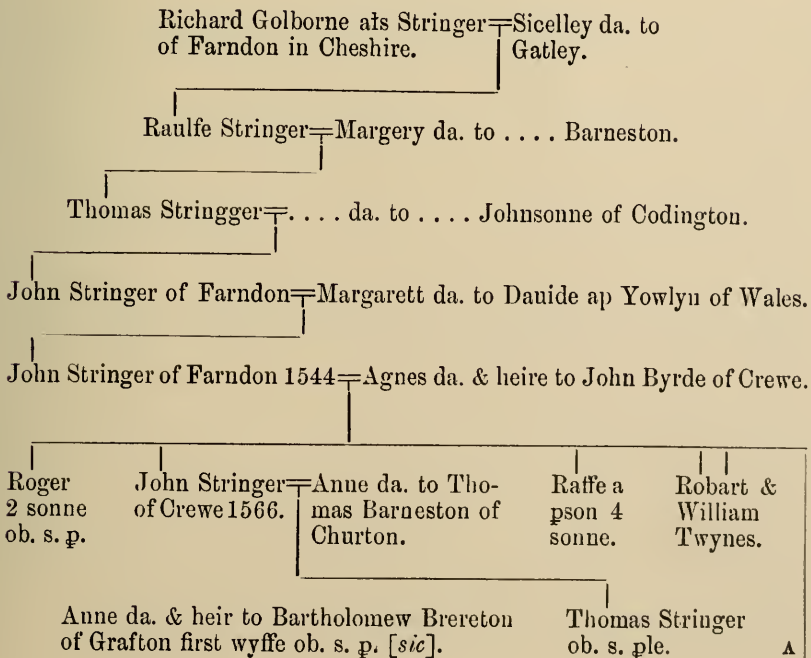 Richard Golborne als Stringer=Sicelley da. to
of Farndon in Cheshire. Gatley.
Raulfe Stringer=Margery da. to . . . . Barneston.
Thomas Stringger=. . . . da. to . . . . Johnsonne of Codington.
John Stringer of Farndon=Margarett da. to Dauide ap Yowlyn of Wales.
John Stringer of Farndon 1544=Agnes da. & heire to John Byrde of Crewe.
Roger
2 sonne
ob. s. p.
John Stringer=Anne da. to Tho-
of Crewe 1566. mas Barneston of
Churton.
Raffe a
pson 4
sonne.
Robart &
William
Twynes.
Anne da. & heir to Bartholomew Brereton
of Grafton first wyffe ob. s. p. [sic].
Thomas Stringer
ob. s. ple.
A